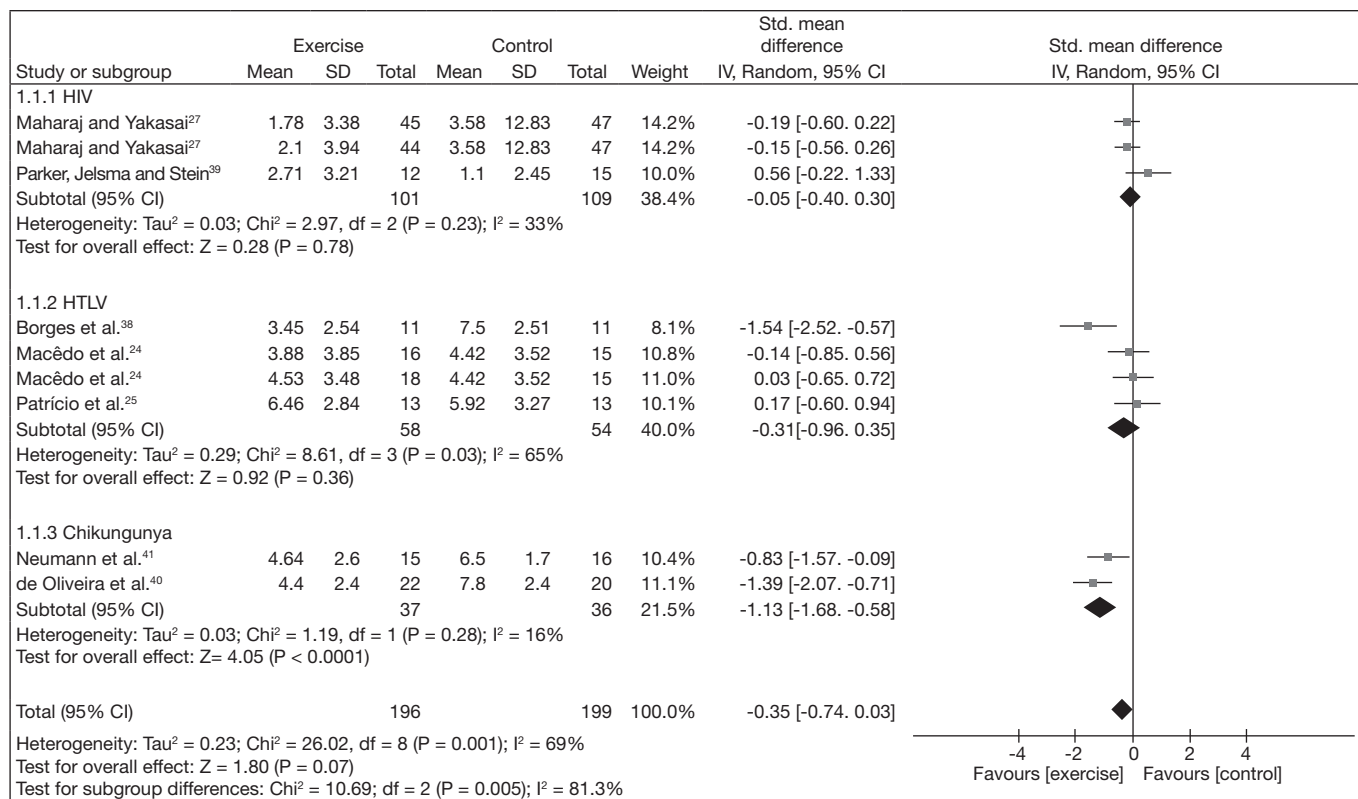 Std. mean
Exercise Control difference Std. mean difference
Study or subgroup Mean SD Total Mean SD Total Weight IV, Random, 95% CI IV, Random, 95% CI
1.1.1 HIV
Maharaj and Yakasai²⁷ 1.78 3.38 45 3.58 12.83 47 14.2% -0.19 [-0.60. 0.22]
Maharaj and Yakasai²⁷ 2.1 3.94 44 3.58 12.83 47 14.2% -0.15 [-0.56. 0.26]
Parker, Jelsma and Stein³⁹ 2.71 3.21 12 1.1 2.45 15 10.0% 0.56 [-0.22. 1.33]
Subtotal (95% CI) 101 109 38.4% -0.05 [-0.40. 0.30]
Heterogeneity: Tau² = 0.03; Chi² = 2.97, df = 2 (P = 0.23); I² = 33%
Test for overall effect: Z = 0.28 (P = 0.78)
1.1.2 HTLV
Borges et al.³⁸ 3.45 2.54 11 7.5 2.51 11 8.1% -1.54 [-2.52. -0.57]
Macêdo et al.²⁴ 3.88 3.85 16 4.42 3.52 15 10.8% -0.14 [-0.85. 0.56]
Macêdo et al.²⁴ 4.53 3.48 18 4.42 3.52 15 11.0% 0.03 [-0.65. 0.72]
Patrício et al.²⁵ 6.46 2.84 13 5.92 3.27 13 10.1% 0.17 [-0.60. 0.94]
Subtotal (95% CI) 58 54 40.0% -0.31[-0.96. 0.35]
Heterogeneity: Tau² = 0.29; Chi² = 8.61, df = 3 (P = 0.03); I² = 65%
Test for overall effect: Z = 0.92 (P = 0.36)
1.1.3 Chikungunya
Neumann et al.⁴¹ 4.64 2.6 15 6.5 1.7 16 10.4% -0.83 [-1.57. -0.09]
de Oliveira et al.⁴⁰ 4.4 2.4 22 7.8 2.4 20 11.1% -1.39 [-2.07. -0.71]
Subtotal (95% CI) 37 36 21.5% -1.13 [-1.68. -0.58]
Heterogeneity: Tau² = 0.03; Chi² = 1.19, df = 1 (P = 0.28); I² = 16%
Test for overall effect: Z= 4.05 (P < 0.0001)
Total (95% CI) 196 199 100.0% -0.35 [-0.74. 0.03]
Heterogeneity: Tau² = 0.23; Chi² = 26.02, df = 8 (P = 0.001); I² = 69%
Test for overall effect: Z = 1.80 (P = 0.07)
Test for subgroup differences: Chi² = 10.69; df = 2 (P = 0.005); I² = 81.3%
-4 -2 0 2 4
Favours [exercise] Favours [control]